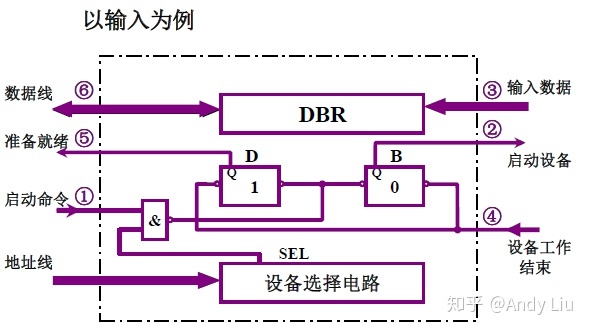 以输入为例
数据线 ⑥ DBR ③ 输入数据
准备就绪 ⑤ D B ② 启动设备
Q 1 Q 0
启动命令 ① &
④ 设备工作结束
地址线 SEL
设备选择电路
知乎 @Andy Liu